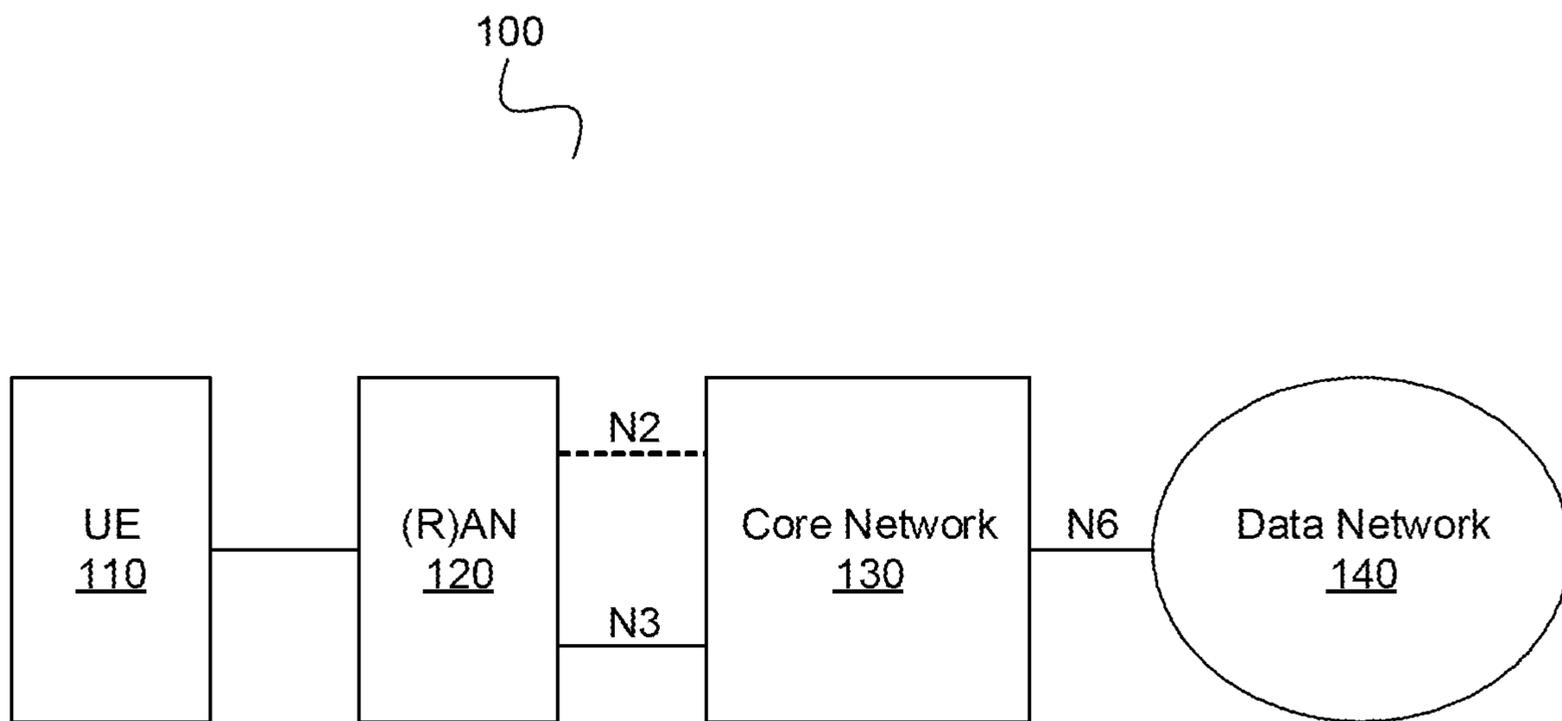 100
N2
UE
110
(R)AN
120
Core Network
130
N6
Data Network
140
N3